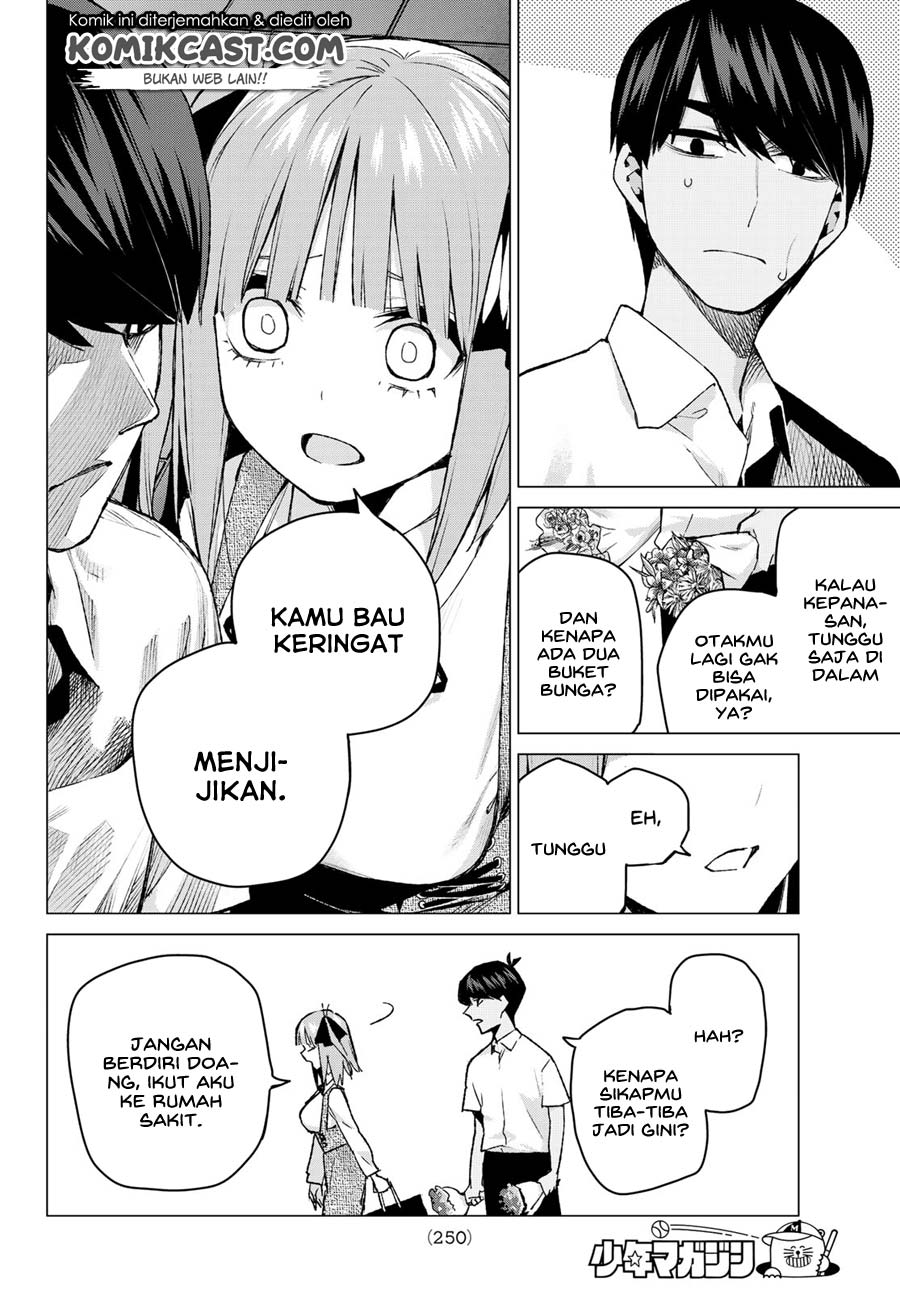 Komik ini diterjemahkan & diedit oleh
KOMIKCAST.COM
BUKAN WEB LAIN!!
KALAU
KEPANA-
SAN,
TUNGGU
SAJA DI
DALAM
OTAKMU
LAGI GAK
BISA
DIPAKAI,
YA?
DAN
KENAPA
ADA DUA
BUKET
BUNGA?
EH,
TUNGGU
KAMU BAU
KERINGAT
MENJI-
JIKAN.
HAH?
KENAPA
SIKAPMU
TIBA-TIBA
JADI GINI?
JANGAN
BERDIRI DOA-
NG, IKUT AKU
KE RUMAH
SAKIT.
(250)
少年マガジン
M